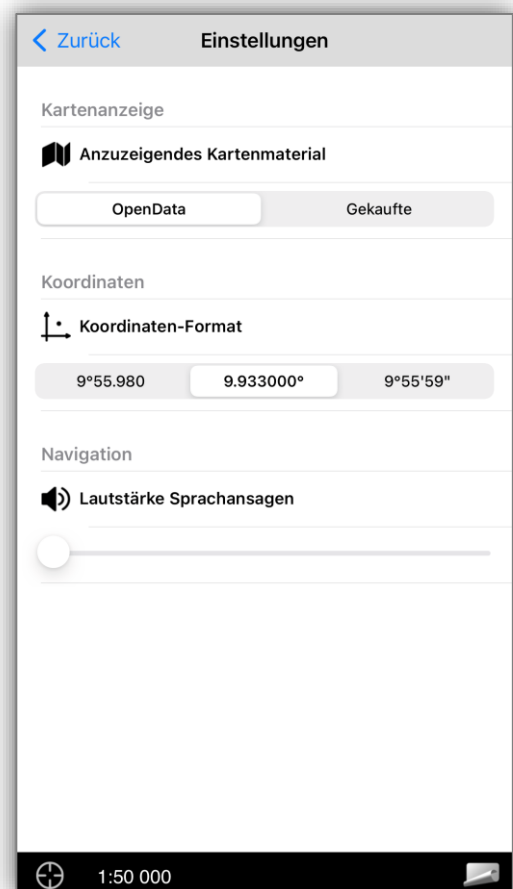 Zurück Einstellungen
Kartenanzeige
Anzuzeigendes Kartenmaterial
OpenData Gekaufte
Koordinaten
Koordinaten-Format
9°55.980 9.933000° 9°55'59"
Navigation
Lautstärke Sprachansagen
1:50 000